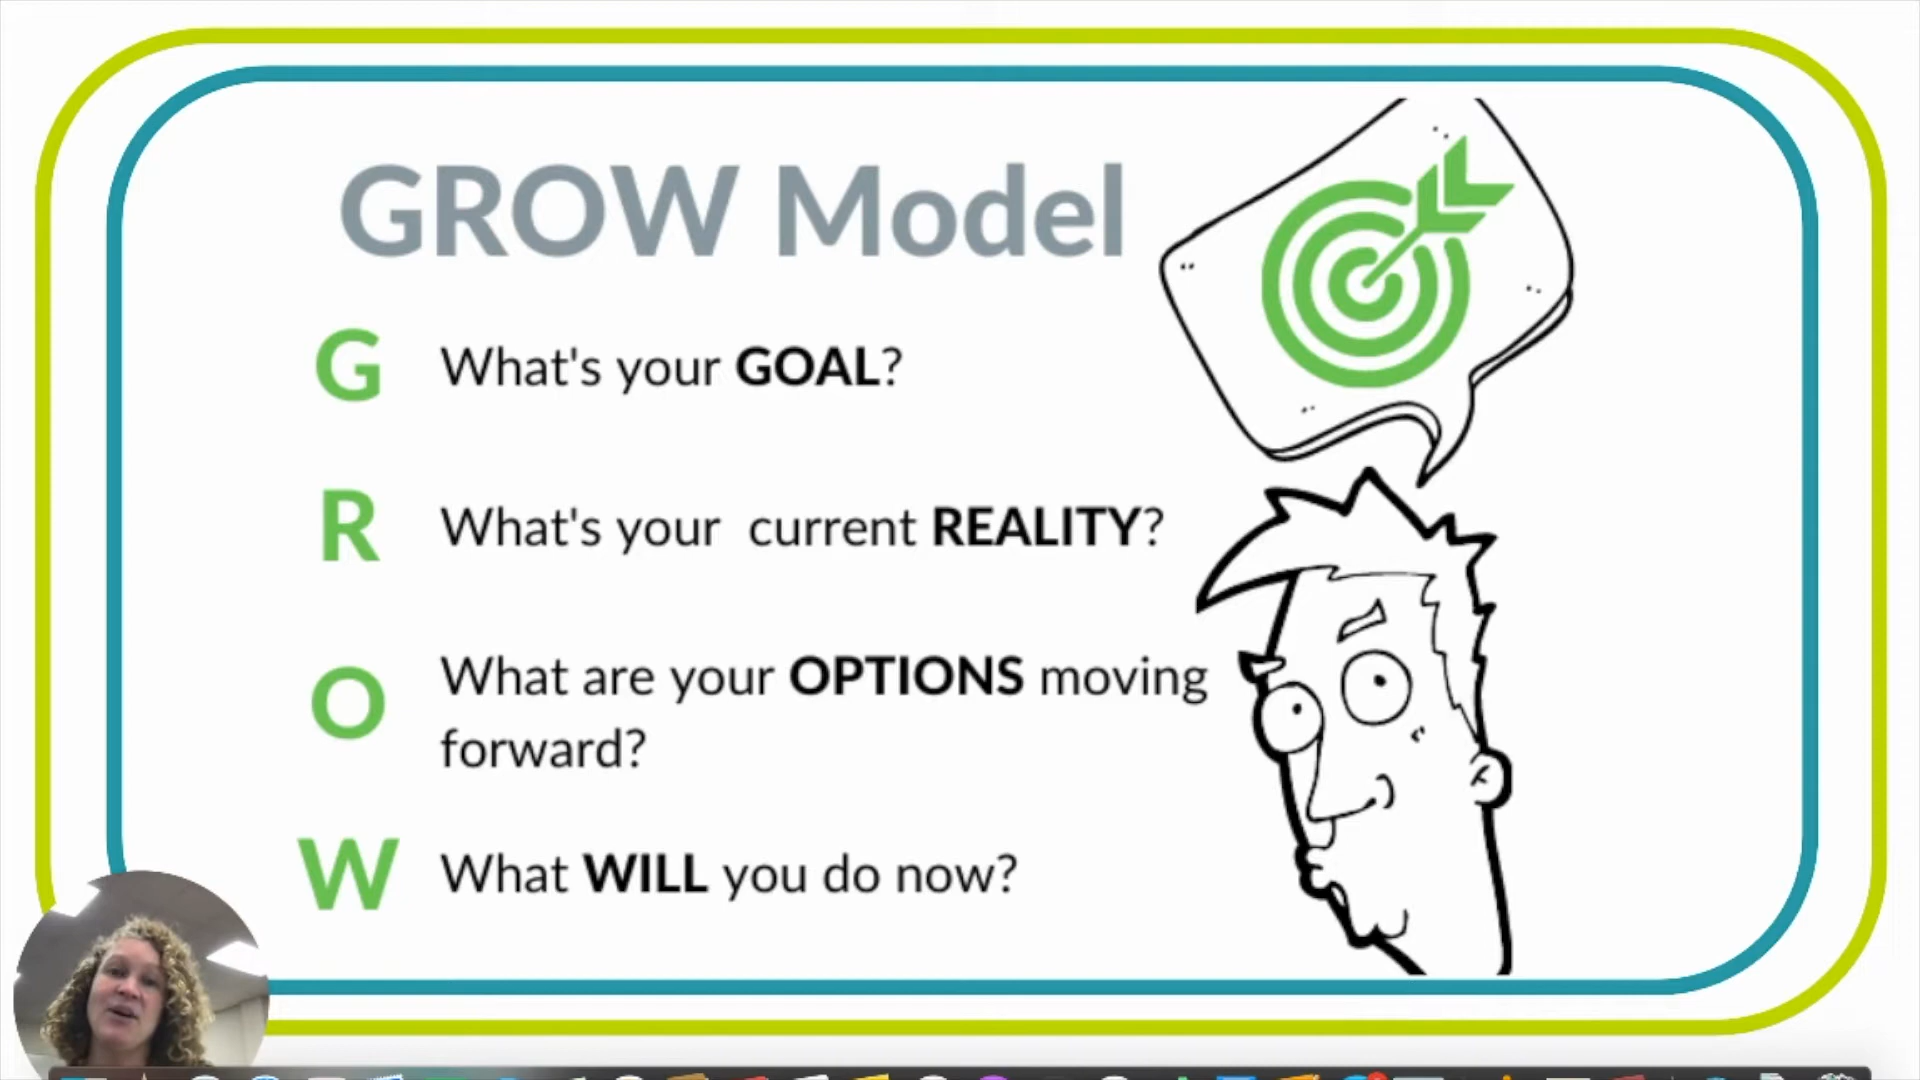 GROW Model
G What's your GOAL?
R What's your current REALITY?
O What are your OPTIONS moving
forward?
W What WILL you do now?